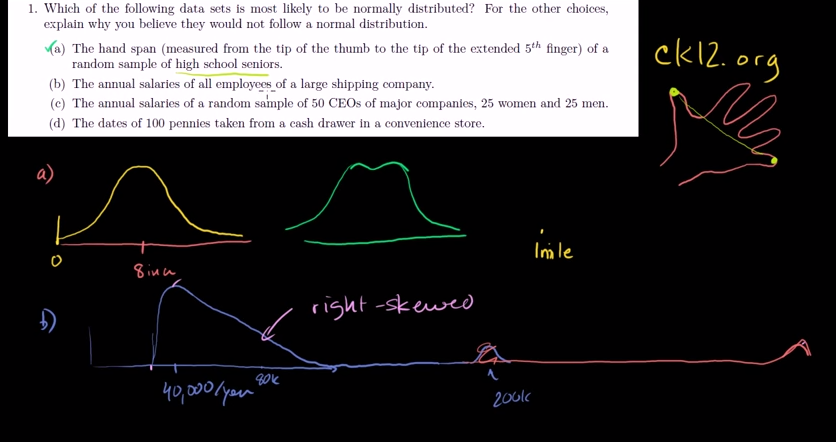 1. Which of the following data sets is most likely to be normally distributed? For the other choices,
explain why you believe they would not follow a normal distribution.
(a) The hand span (measured from the tip of the thumb to the tip of the extended 5th finger) of a
random sample of high school seniors.
(b) The annual salaries of all employees of a large shipping company.
(c) The annual salaries of a random sample of 50 CEOs of major companies, 25 women and 25 men.
(d) The dates of 100 pennies taken from a cash drawer in a convenience store.
ck12.org
a)
0
8 inch
1 mile
b)
right-skewed
40,000/year
80k
200k